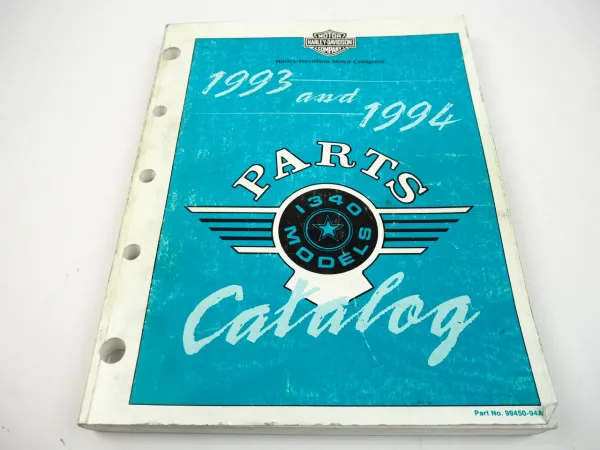 MOTOR
HARLEY-DAVIDSON
COMPANY
Harley-Davidson Motor Company
1993 and 1994
PARTS
1340
MODELS
Catalog
Part No. 99450-94A